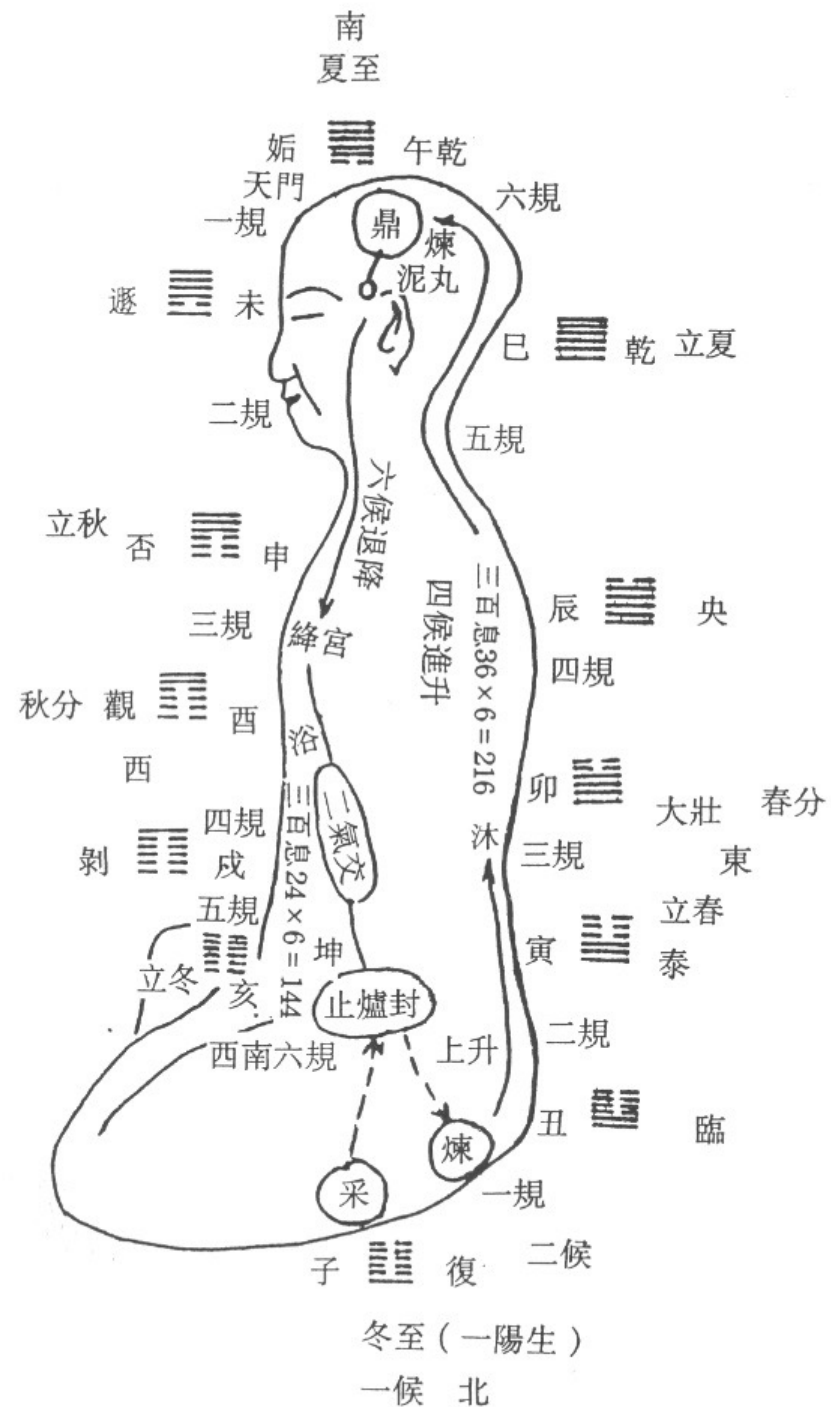 南
夏至
姤
午乾
天門
六規
一規
鼎
煉
泥丸
遯
未
巳
乾
立夏
二規
五規
六候退降
立秋
否
申
三百息36×6=216
四候進升
辰
央
三規
絳宮
四規
秋分
觀
酉
浴
西
二氣交
卯
大壯
春分
四規
沐
三規
東
剝
戍
三百息24×6=144
五規
立春
寅
泰
坤
立冬
亥
止爐封
二規
西南六規
上升
丑
臨
煉
采
一規
子
復
二候
冬至(一陽生)
一候 北